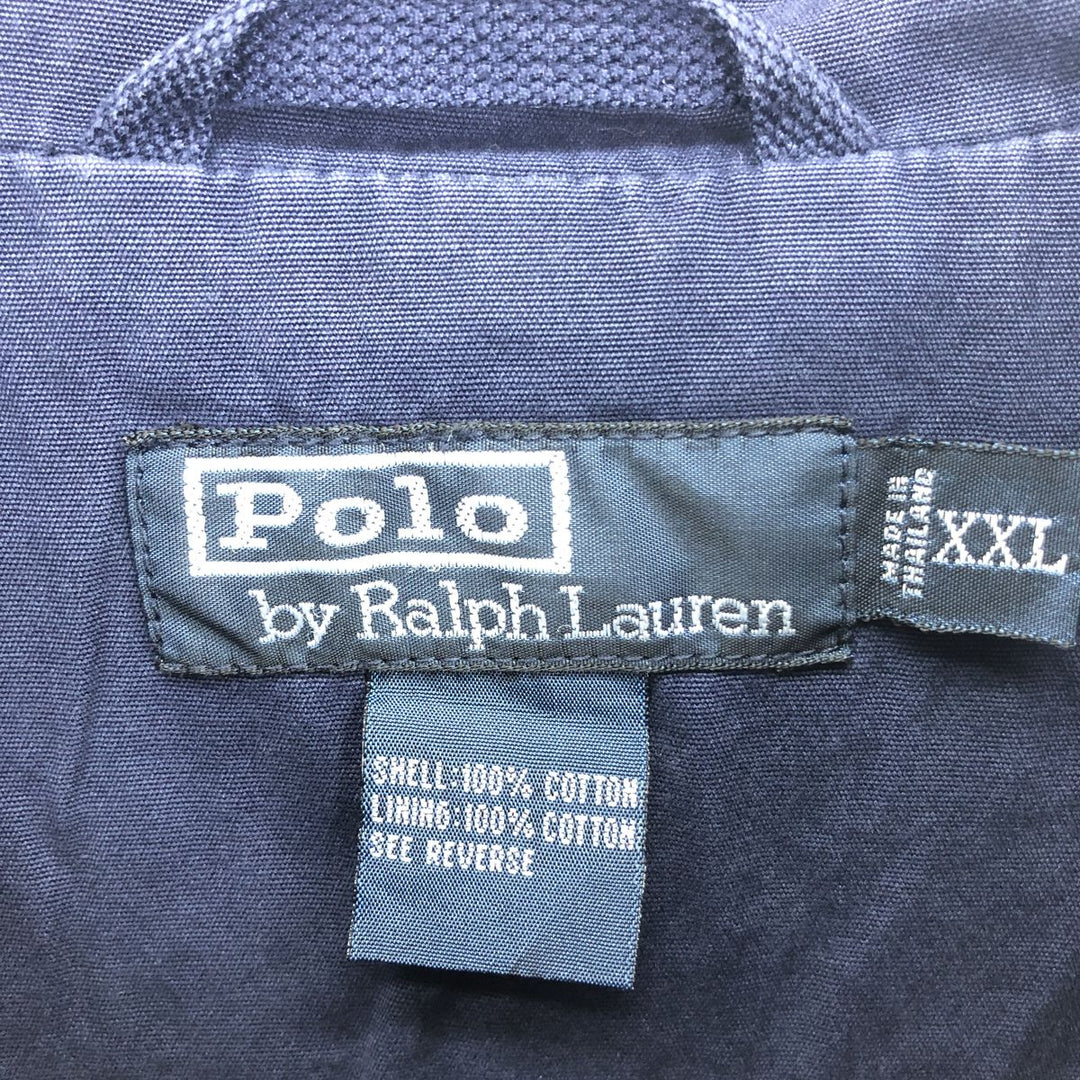 Polo
by Ralph Lauren
MADE IN
THAILAND
XXL
SHELL:100% COTTON
LINING:100% COTTON
SEE REVERSE